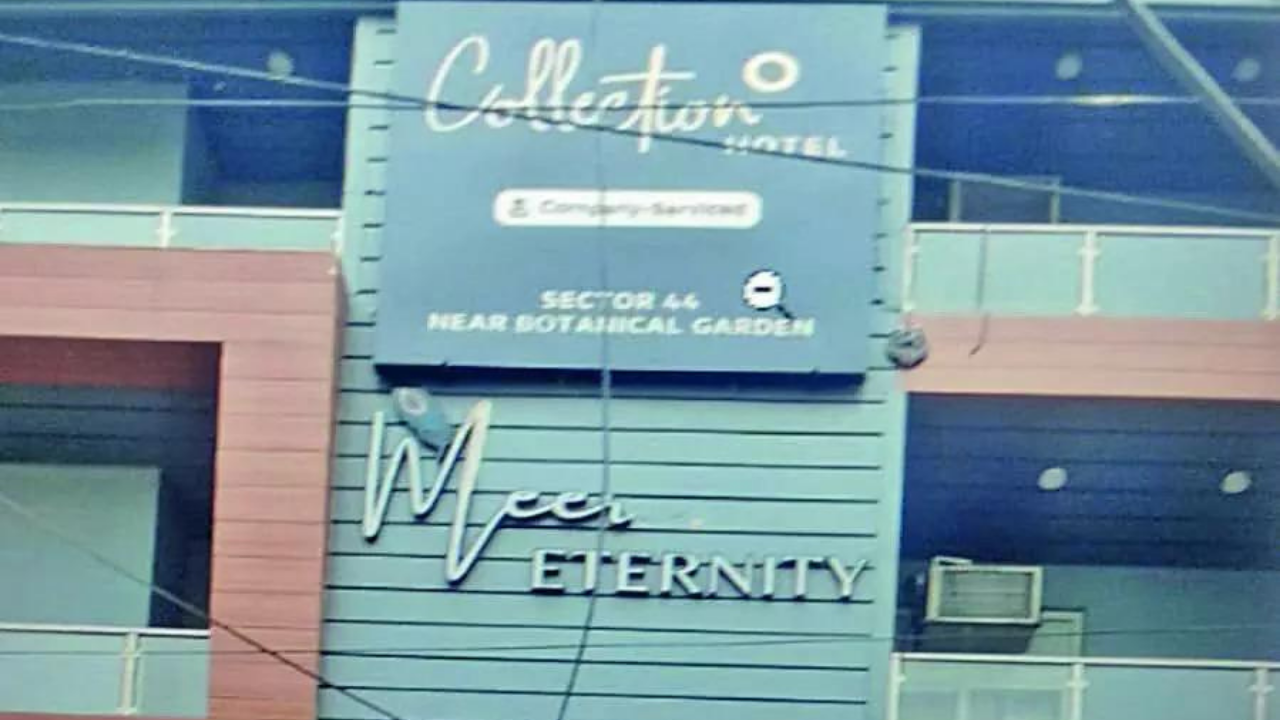 Collection O
HOTEL
Company-Serviced
SECTOR 44
NEAR BOTANICAL GARDEN
Meer
ETERNITY